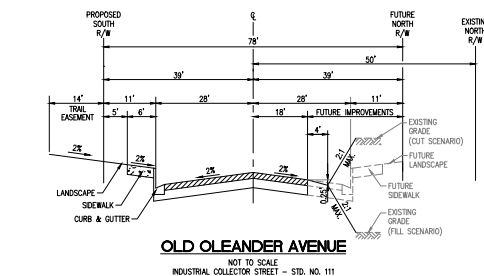 PROPOSED
SOUTH
R/W
℄
FUTURE
NORTH
R/W
EXISTING
NORTH
R/W
78'
50'
39'
39'
14'
11'
28'
28'
11'
TRAIL
EASEMENT
5'
6'
18'
FUTURE IMPROVEMENTS
4'
EXISTING
GRADE
(CUT SCENARIO)
2:1
MAX.
2%
2%
2%
2%
FUTURE
LANDSCAPE
LANDSCAPE
SIDEWALK
CURB & GUTTER
0.25'
2:1
MAX.
FUTURE
SIDEWALK
EXISTING
GRADE
(FILL SCENARIO)
OLD OLEANDER AVENUE
NOT TO SCALE
INDUSTRIAL COLLECTOR STREET - STD. NO. 111